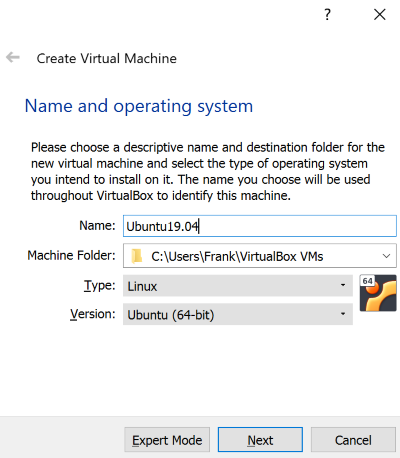 ?
Create Virtual Machine
Name and operating system
Please choose a descriptive name and destination folder for the
new virtual machine and select the type of operating system
you intend to install on it. The name you choose will be used
throughout VirtualBox to identify this machine.
Name: Ubuntu19.04
Machine Folder: C:\Users\Frank\VirtualBox VMs
Type: Linux
64
Version: Ubuntu (64-bit)
Expert Mode Next Cancel